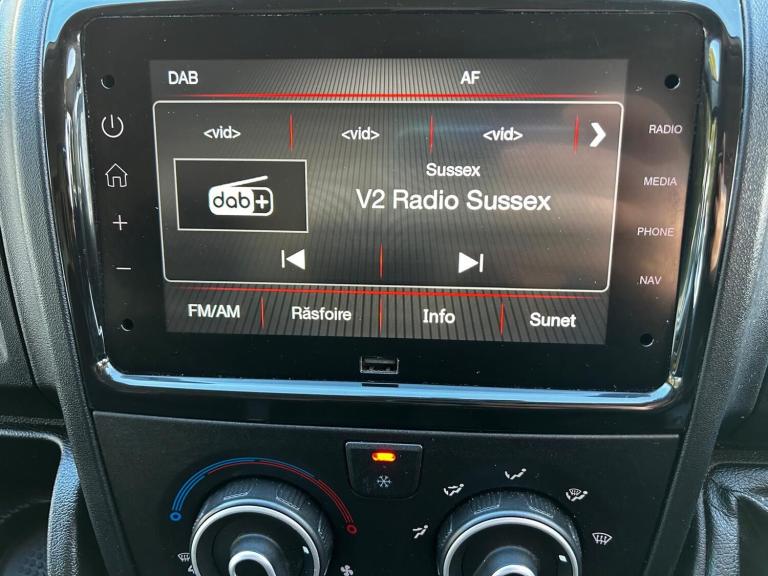 DAB AF
<vid> <vid> <vid>
RADIO
dab+
Sussex
V2 Radio Sussex
MEDIA
PHONE
NAV
FM/AM Răsfoire Info Sunet